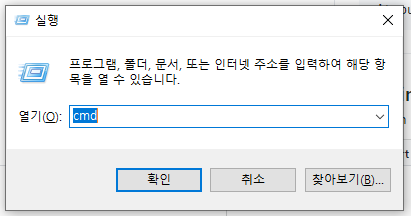 실행
프로그램, 폴더, 문서, 또는 인터넷 주소를 입력하여 해당 항
목을 열 수 있습니다.
열기(O): cmd
확인 취소 찾아보기(B)...